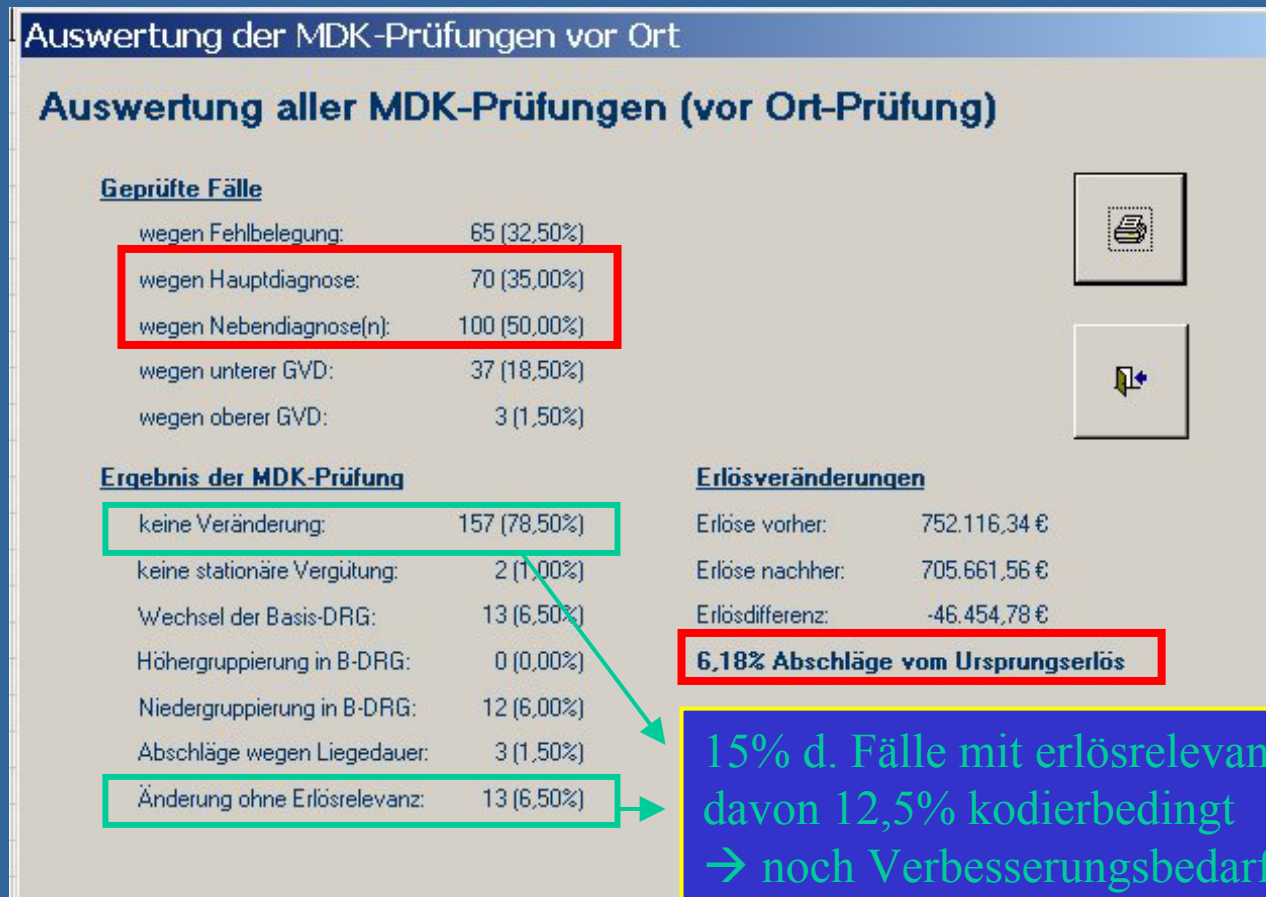 Auswertung der MDK-Prüfungen vor Ort
Auswertung aller MDK-Prüfungen (vor Ort-Prüfung)
Geprüfte Fälle
wegen Fehlbelegung: 65 (32,50%)
wegen Hauptdiagnose: 70 (35,00%)
wegen Nebendiagnose(n): 100 (50,00%)
wegen unterer GVD: 37 (18,50%)
wegen oberer GVD: 3 (1,50%)
Ergebnis der MDK-Prüfung
keine Veränderung: 157 (78,50%)
keine stationäre Vergütung: 2 (1,00%)
Wechsel der Basis-DRG: 13 (6,50%)
Höhergruppierung in B-DRG: 0 (0,00%)
Niedergruppierung in B-DRG: 12 (6,00%)
Abschläge wegen Liegedauer: 3 (1,50%)
Änderung ohne Erlösrelevanz: 13 (6,50%)
Erlösveränderungen
Erlöse vorher: 752.116,34 €
Erlöse nachher: 705.661,56 €
Erlösdifferenz: -46.454,78 €
6,18% Abschläge vom Ursprungserlös
15% d. Fälle mit erlösrelevan
davon 12,5% kodierbedingt
→ noch Verbesserungsbedarf